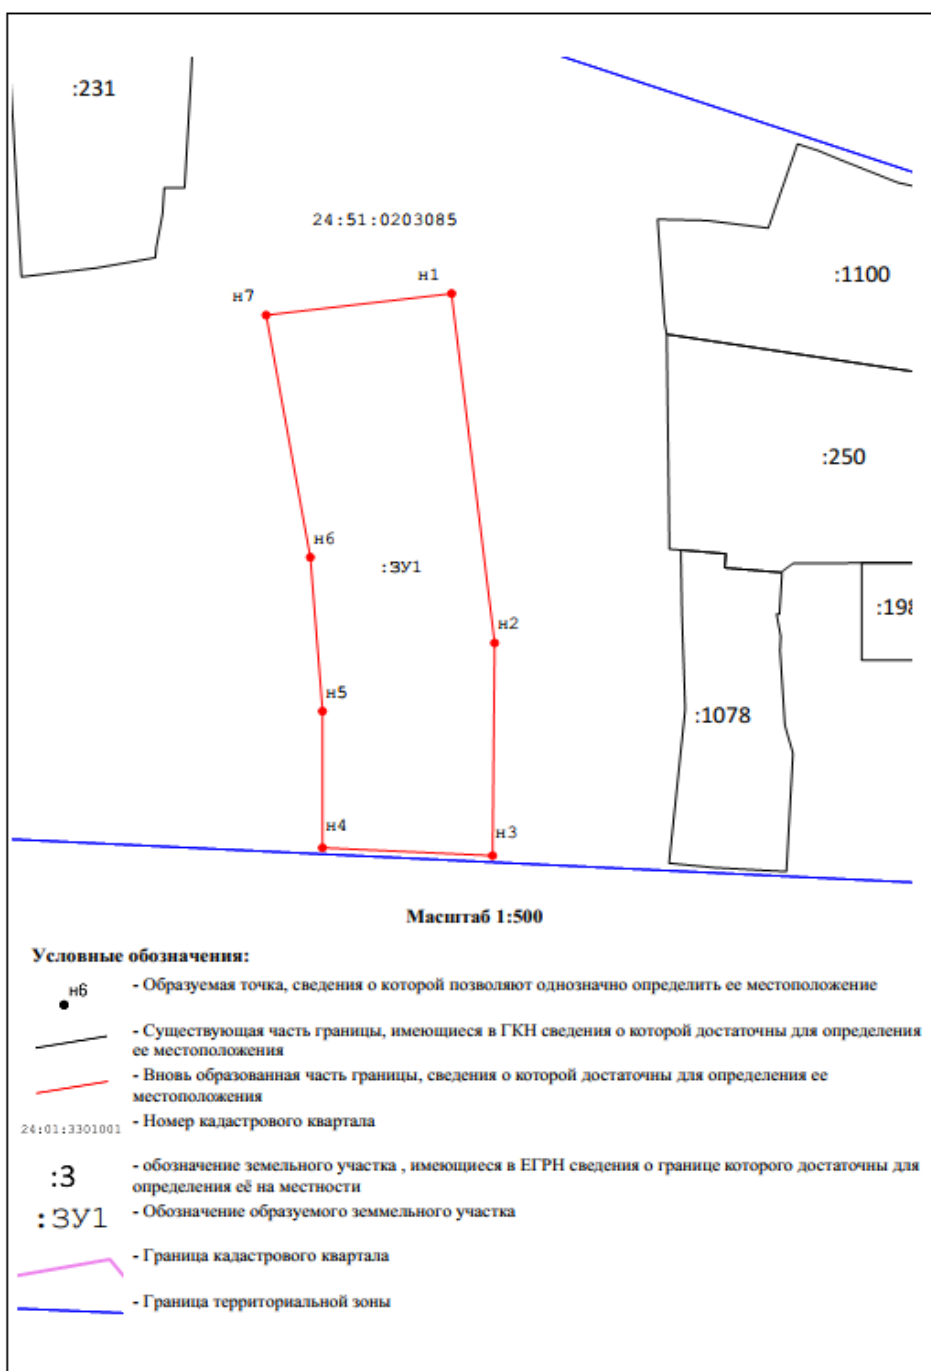 :231
24:51:0203085
н1
н7
:1100
:250
н6
:ЗУ1
:198
н2
н5
:1078
н4
н3
Масштаб 1:500
Условные обозначения:
н6
- Образуемая точка, сведения о которой позволяют однозначно определить ее местоположение
- Существующая часть границы, имеющиеся в ГКН сведения о которой достаточны для определения
ее местоположения
- Вновь образованная часть границы, сведения о которой достаточны для определения ее
местоположения
24:01:3301001
- Номер кадастрового квартала
:3
- обозначение земельного участка , имеющиеся в ЕГРН сведения о границе которого достаточны для
определения её на местности
:ЗУ1
- Обозначение образуемого земмельного участка
- Граница кадастрового квартала
- Граница территориальной зоны